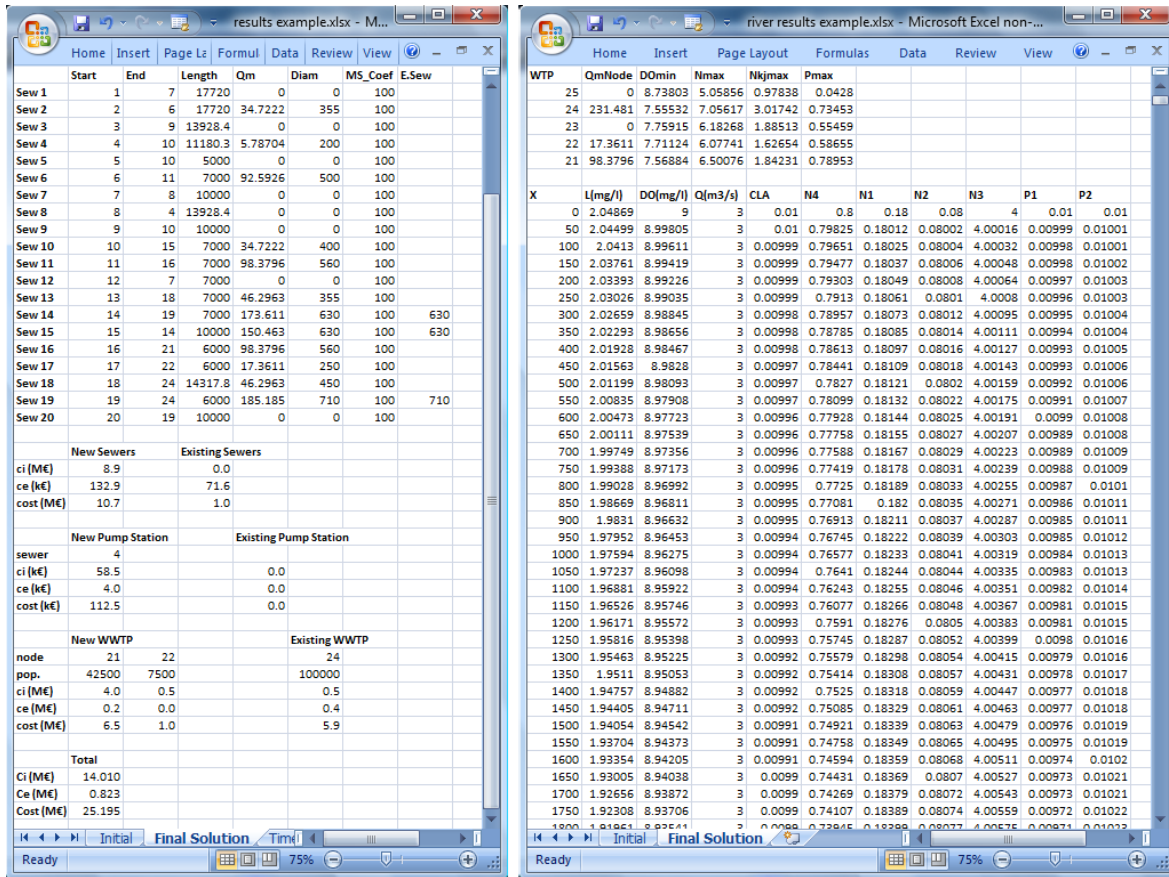 results example.xlsx - M...
Home Insert Page La Formul Data Review View
Start End Length Qm Diam MS_Coef E.Sew
Sew 1 1 7 17720 0 0 100
Sew 2 2 6 17720 34.7222 355 100
Sew 3 3 9 13928.4 0 0 100
Sew 4 4 10 11180.3 5.78704 200 100
Sew 5 5 10 5000 0 0 100
Sew 6 6 11 7000 92.5926 500 100
Sew 7 7 8 10000 0 0 100
Sew 8 8 4 13928.4 0 0 100
Sew 9 9 10 10000 0 0 100
Sew 10 10 15 7000 34.7222 400 100
Sew 11 11 16 7000 98.3796 560 100
Sew 12 12 7 7000 0 0 100
Sew 13 13 18 7000 46.2963 355 100
Sew 14 14 19 7000 173.611 630 100 630
Sew 15 15 14 10000 150.463 630 100 630
Sew 16 16 21 6000 98.3796 560 100
Sew 17 17 22 6000 17.3611 250 100
Sew 18 18 24 14317.8 46.2963 450 100
Sew 19 19 24 6000 185.185 710 100 710
Sew 20 20 19 10000 0 0 100
New Sewers Existing Sewers
ci (M€) 8.9 0.0
ce (k€) 132.9 71.6
cost (M€) 10.7 1.0
New Pump Station Existing Pump Station
sewer 4
ci (k€) 58.5 0.0
ce (k€) 4.0 0.0
cost (k€) 112.5 0.0
New WWTP Existing WWTP
node 21 22 24
pop. 42500 7500 100000
ci (M€) 4.0 0.5 0.5
ce (M€) 0.2 0.0 0.4
cost (M€) 6.5 1.0 5.9
Total
Ci (M€) 14.010
Ce (M€) 0.823
Cost (M€) 25.195
Initial Final Solution Time
Ready 75%
river results example.xlsx - Microsoft Excel non-...
Home Insert Page Layout Formulas Data Review View
WTP QmNode DOmin Nmax Nkjmax Pmax
25 0 8.73803 5.05856 0.97838 0.0428
24 231.481 7.55532 7.05617 3.01742 0.73453
23 0 7.75915 6.18268 1.88513 0.55459
22 17.3611 7.71124 6.07741 1.62654 0.58655
21 98.3796 7.56884 6.50076 1.84231 0.78953
X L(mg/l) DO(mg/l) Q(m3/s) CLA N4 N1 N2 N3 P1 P2
0 2.04869 9 3 0.01 0.8 0.18 0.08 4 0.01 0.01
50 2.04499 8.99805 3 0.01 0.79825 0.18012 0.08002 4.00016 0.00999 0.01001
100 2.0413 8.99611 3 0.00999 0.79651 0.18025 0.08004 4.00032 0.00998 0.01001
150 2.03761 8.99419 3 0.00999 0.79477 0.18037 0.08006 4.00048 0.00998 0.01002
200 2.03393 8.99226 3 0.00999 0.79303 0.18049 0.08008 4.00064 0.00997 0.01003
250 2.03026 8.99035 3 0.00999 0.7913 0.18061 0.0801 4.0008 0.00996 0.01003
300 2.02659 8.98845 3 0.00998 0.78957 0.18073 0.08012 4.00095 0.00995 0.01004
350 2.02293 8.98656 3 0.00998 0.78785 0.18085 0.08014 4.00111 0.00994 0.01004
400 2.01928 8.98467 3 0.00998 0.78613 0.18097 0.08016 4.00127 0.00993 0.01005
450 2.01563 8.9828 3 0.00997 0.78441 0.18109 0.08018 4.00143 0.00993 0.01006
500 2.01199 8.98093 3 0.00997 0.7827 0.18121 0.0802 4.00159 0.00992 0.01006
550 2.00835 8.97908 3 0.00997 0.78099 0.18132 0.08022 4.00175 0.00991 0.01007
600 2.00473 8.97723 3 0.00996 0.77928 0.18144 0.08025 4.00191 0.0099 0.01008
650 2.00111 8.97539 3 0.00996 0.77758 0.18155 0.08027 4.00207 0.00989 0.01008
700 1.99749 8.97356 3 0.00996 0.77588 0.18167 0.08029 4.00223 0.00989 0.01009
750 1.99388 8.97173 3 0.00996 0.77419 0.18178 0.08031 4.00239 0.00988 0.01009
800 1.99028 8.96992 3 0.00995 0.7725 0.18189 0.08033 4.00255 0.00987 0.0101
850 1.98669 8.96811 3 0.00995 0.77081 0.182 0.08035 4.00271 0.00986 0.01011
900 1.9831 8.96632 3 0.00995 0.76913 0.18211 0.08037 4.00287 0.00985 0.01011
950 1.97952 8.96453 3 0.00994 0.76745 0.18222 0.08039 4.00303 0.00985 0.01012
1000 1.97594 8.96275 3 0.00994 0.76577 0.18233 0.08041 4.00319 0.00984 0.01013
1050 1.97237 8.96098 3 0.00994 0.7641 0.18244 0.08044 4.00335 0.00983 0.01013
1100 1.96881 8.95922 3 0.00994 0.76243 0.18255 0.08046 4.00351 0.00982 0.01014
1150 1.96526 8.95746 3 0.00993 0.76077 0.18266 0.08048 4.00367 0.00981 0.01015
1200 1.96171 8.95572 3 0.00993 0.7591 0.18276 0.0805 4.00383 0.00981 0.01015
1250 1.95816 8.95398 3 0.00993 0.75745 0.18287 0.08052 4.00399 0.0098 0.01016
1300 1.95463 8.95225 3 0.00992 0.75579 0.18298 0.08054 4.00415 0.00979 0.01016
1350 1.9511 8.95053 3 0.00992 0.75414 0.18308 0.08057 4.00431 0.00978 0.01017
1400 1.94757 8.94882 3 0.00992 0.7525 0.18318 0.08059 4.00447 0.00977 0.01018
1450 1.94405 8.94711 3 0.00992 0.75085 0.18329 0.08061 4.00463 0.00977 0.01018
1500 1.94054 8.94542 3 0.00991 0.74921 0.18339 0.08063 4.00479 0.00976 0.01019
1550 1.93704 8.94373 3 0.00991 0.74758 0.18349 0.08065 4.00495 0.00975 0.01019
1600 1.93354 8.94205 3 0.00991 0.74594 0.18359 0.08068 4.00511 0.00974 0.0102
1650 1.93005 8.94038 3 0.0099 0.74431 0.18369 0.0807 4.00527 0.00973 0.01021
1700 1.92656 8.93872 3 0.0099 0.74269 0.18379 0.08072 4.00543 0.00973 0.01021
1750 1.92308 8.93706 3 0.0099 0.74107 0.18389 0.08074 4.00559 0.00972 0.01022
1800 1.91961 8.93541 3 0.0099 0.73945 0.18399 0.08077 4.00575 0.00971 0.01023
Initial Final Solution
Ready 75%